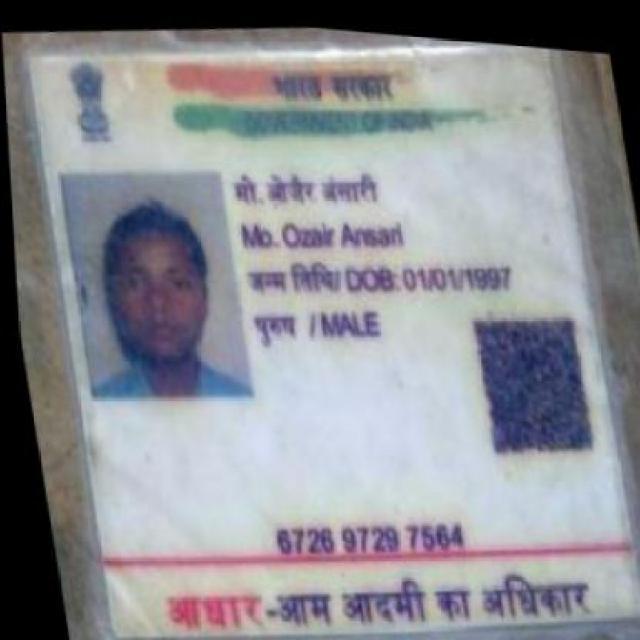 भारत सरकार
GOVERNMENT OF INDIA
मो. ओजैर अंसारी
Mo. Ozair Ansari
जन्म तिथि/ DOB: 01/01/1997
पुरुष / MALE
6726 9729 7564
आधार-आम आदमी का अधिकार